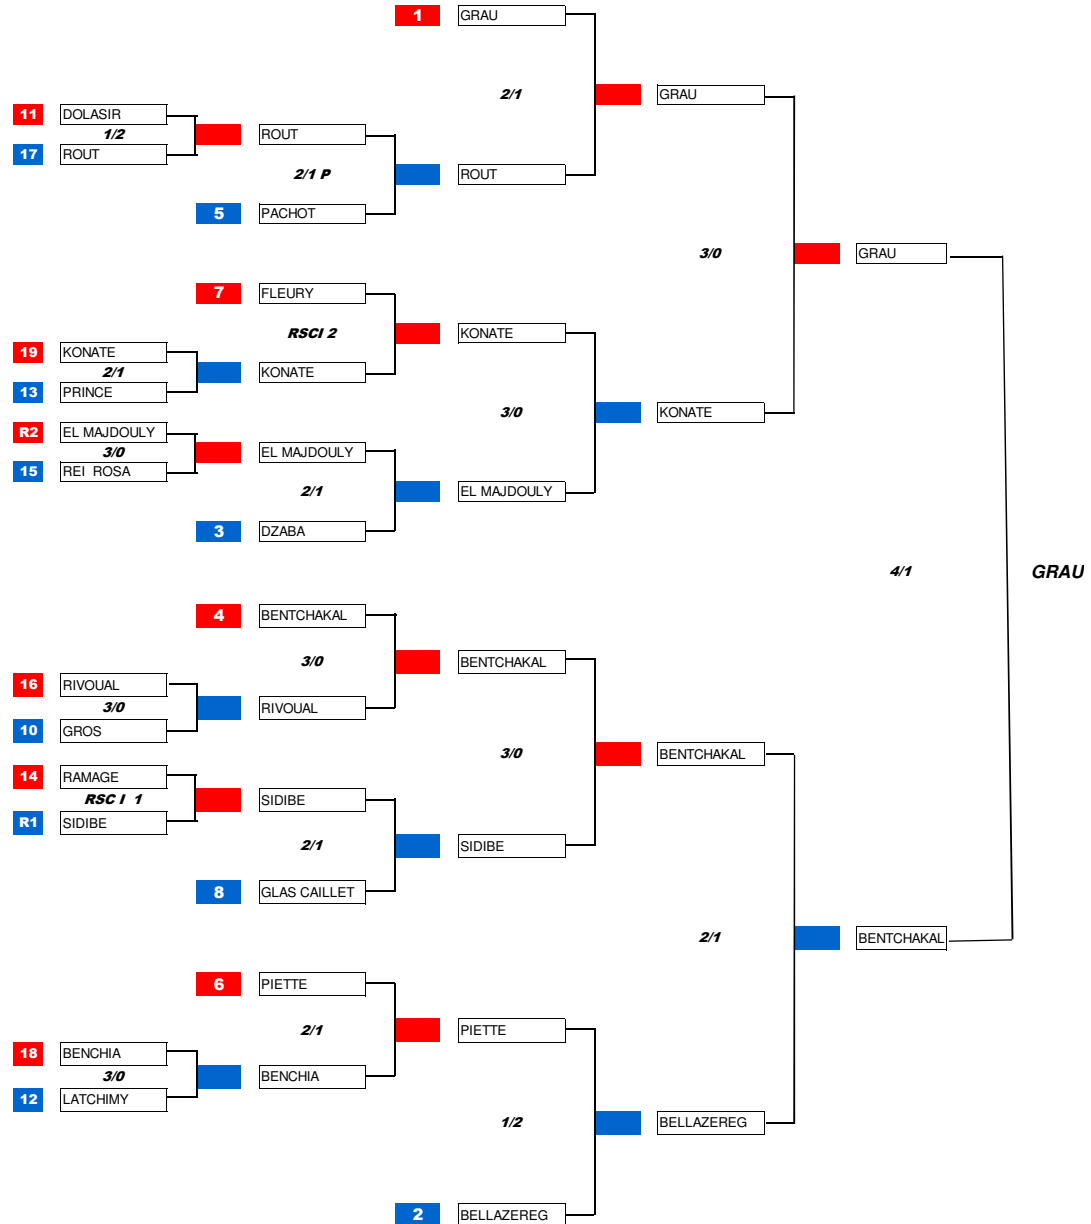 1 GRAU
2/1 GRAU
11 DOLASIR
1/2 ROUT
17 ROUT
2/1 P ROUT
5 PACHOT
3/0 GRAU
7 FLEURY
RSCI 2 KONATE
19 KONATE
2/1 KONATE
13 PRINCE
3/0 KONATE
R2 EL MAJDOULY
3/0 EL MAJDOULY
15 REI ROSA
2/1 EL MAJDOULY
3 DZABA
4/1 GRAU
4 BENTCHAKAL
3/0 BENTCHAKAL
16 RIVOUAL
3/0 RIVOUAL
10 GROS
3/0 BENTCHAKAL
14 RAMAGE
RSC I 1 SIDIBE
R1 SIDIBE
2/1 SIDIBE
8 GLAS CAILLET
2/1 BENTCHAKAL
6 PIETTE
2/1 PIETTE
18 BENCHIA
3/0 BENCHIA
12 LATCHIMY
1/2 BELLAZEREG
2 BELLAZEREG